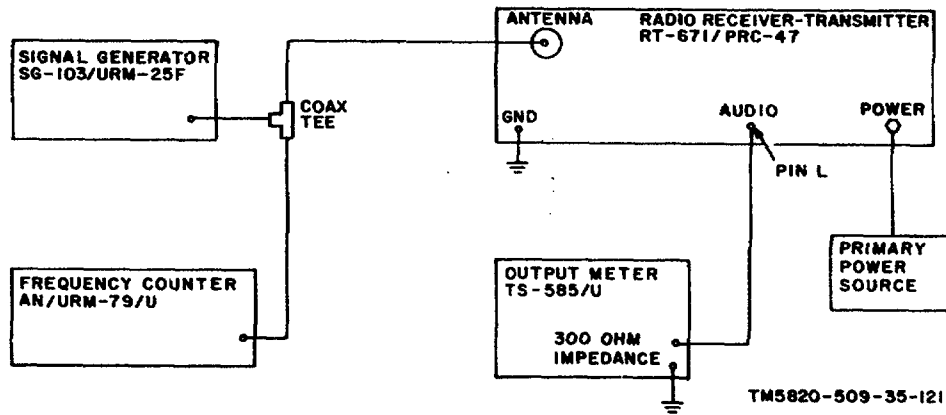 SIGNAL GENERATOR
SG-103/URM-25F
COAX
TEE
FREQUENCY COUNTER
AN/URM-79/U
ANTENNA
RADIO RECEIVER-TRANSMITTER
RT-671/PRC-47
GND
AUDIO
POWER
PIN L
OUTPUT METER
TS-585/U
300 OHM
IMPEDANCE
PRIMARY
POWER
SOURCE
TM5820-509-35-121